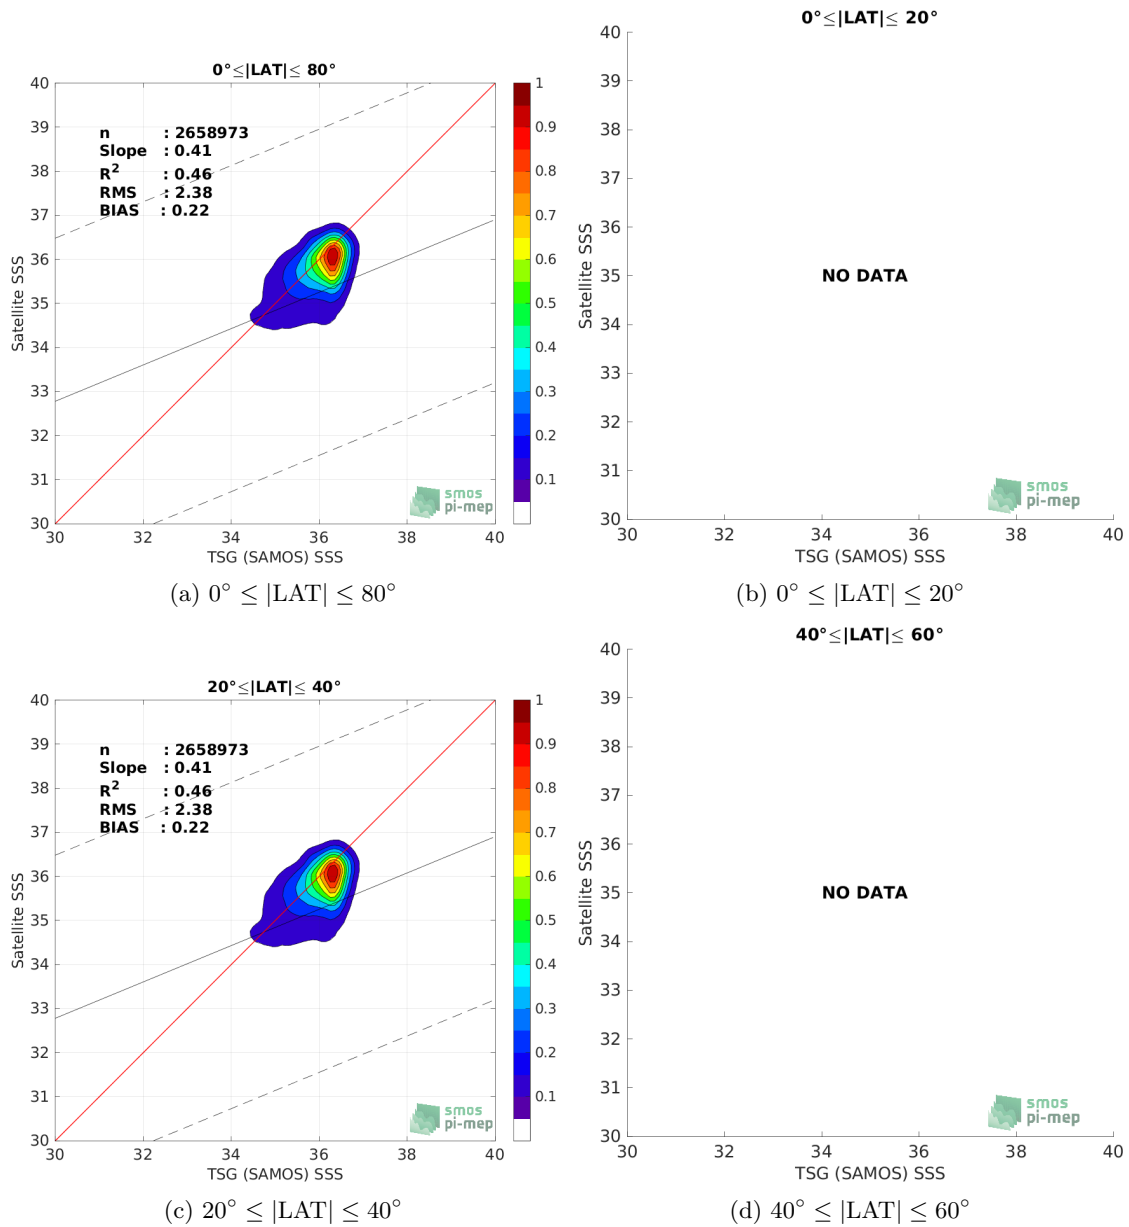 0°≤|LAT|≤ 80°
40
39
38
37
36
35
34
33
32
31
30
Satellite SSS
n : 2658973
Slope : 0.41
R² : 0.46
RMS : 2.38
BIAS : 0.22
smos
pi-mep
30 32 34 36 38 40
TSG (SAMOS) SSS
1
0.9
0.8
0.7
0.6
0.5
0.4
0.3
0.2
0.1
(a) 0° ≤ |LAT| ≤ 80°
0°≤|LAT|≤ 20°
40
39
38
37
36
35
34
33
32
31
30
Satellite SSS
NO DATA
smos
pi-mep
30 32 34 36 38 40
TSG (SAMOS) SSS
(b) 0° ≤ |LAT| ≤ 20°
20°≤|LAT|≤ 40°
40
39
38
37
36
35
34
33
32
31
30
Satellite SSS
n : 2658973
Slope : 0.41
R² : 0.46
RMS : 2.38
BIAS : 0.22
smos
pi-mep
30 32 34 36 38 40
TSG (SAMOS) SSS
1
0.9
0.8
0.7
0.6
0.5
0.4
0.3
0.2
0.1
(c) 20° ≤ |LAT| ≤ 40°
40°≤|LAT|≤ 60°
40
39
38
37
36
35
34
33
32
31
30
Satellite SSS
NO DATA
smos
pi-mep
30 32 34 36 38 40
TSG (SAMOS) SSS
(d) 40° ≤ |LAT| ≤ 60°